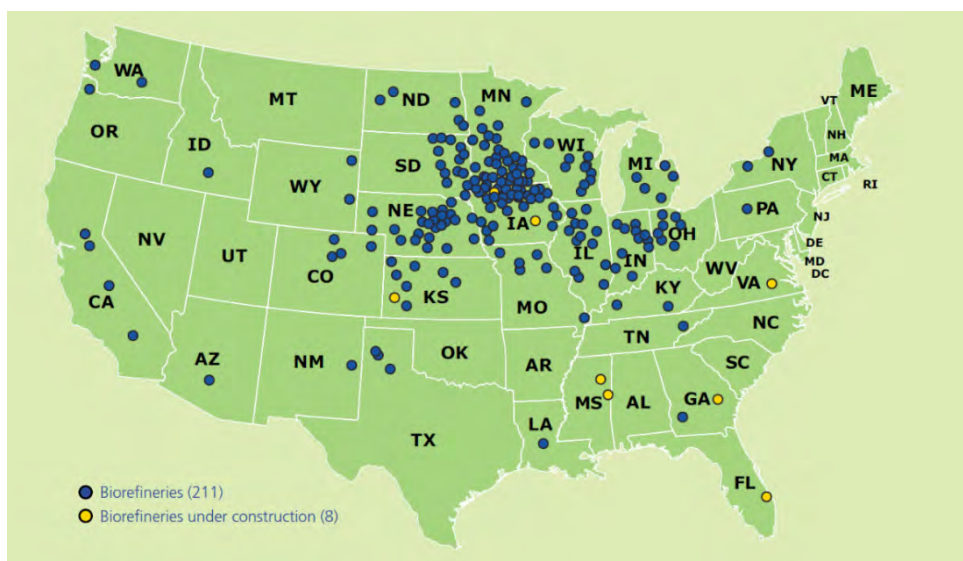 WA
MT
ND
MN
ME
VT
NH
MA
CT
RI
OR
ID
SD
WI
MI
NY
WY
NE
IA
PA
NJ
NV
UT
CO
IL
IN
OH
DE
MD
DC
WV
VA
CA
KS
MO
KY
NC
TN
AZ
NM
OK
AR
SC
MS
AL
GA
LA
TX
FL
Biorefineries (211)
Biorefineries under construction (8)